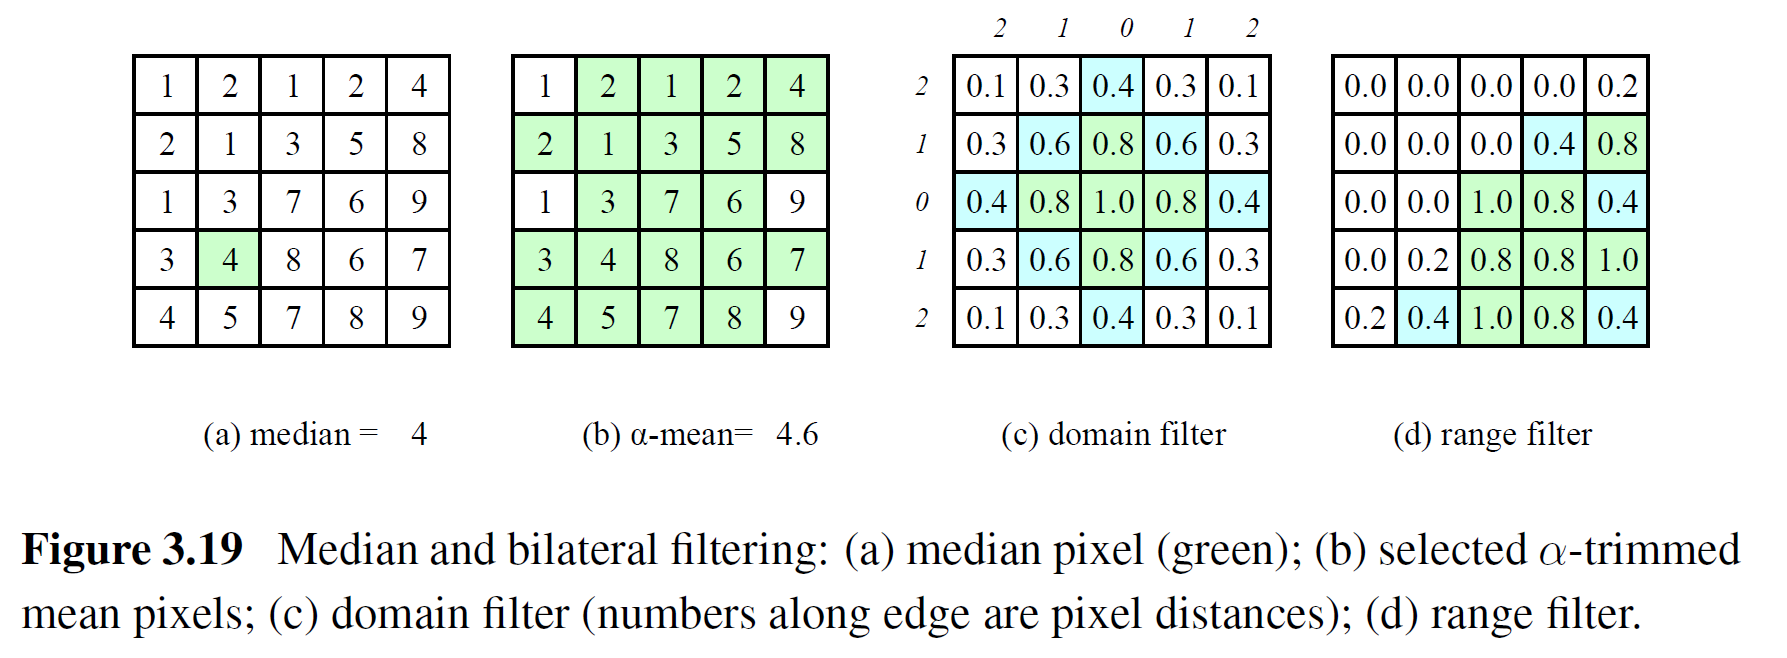 2 1 0 1 2
1 2 1 2 4
2 1 3 5 8
1 3 7 6 9
3 4 8 6 7
4 5 7 8 9
1 2 1 2 4
2 1 3 5 8
1 3 7 6 9
3 4 8 6 7
4 5 7 8 9
2 0.1 0.3 0.4 0.3 0.1
1 0.3 0.6 0.8 0.6 0.3
0 0.4 0.8 1.0 0.8 0.4
1 0.3 0.6 0.8 0.6 0.3
2 0.1 0.3 0.4 0.3 0.1
0.0 0.0 0.0 0.0 0.2
0.0 0.0 0.0 0.4 0.8
0.0 0.0 1.0 0.8 0.4
0.0 0.2 0.8 0.8 1.0
0.2 0.4 1.0 0.8 0.4
(a) median = 4
(b) α-mean= 4.6
(c) domain filter
(d) range filter
Figure 3.19 Median and bilateral filtering: (a) median pixel (green); (b) selected α-trimmed
mean pixels; (c) domain filter (numbers along edge are pixel distances); (d) range filter.